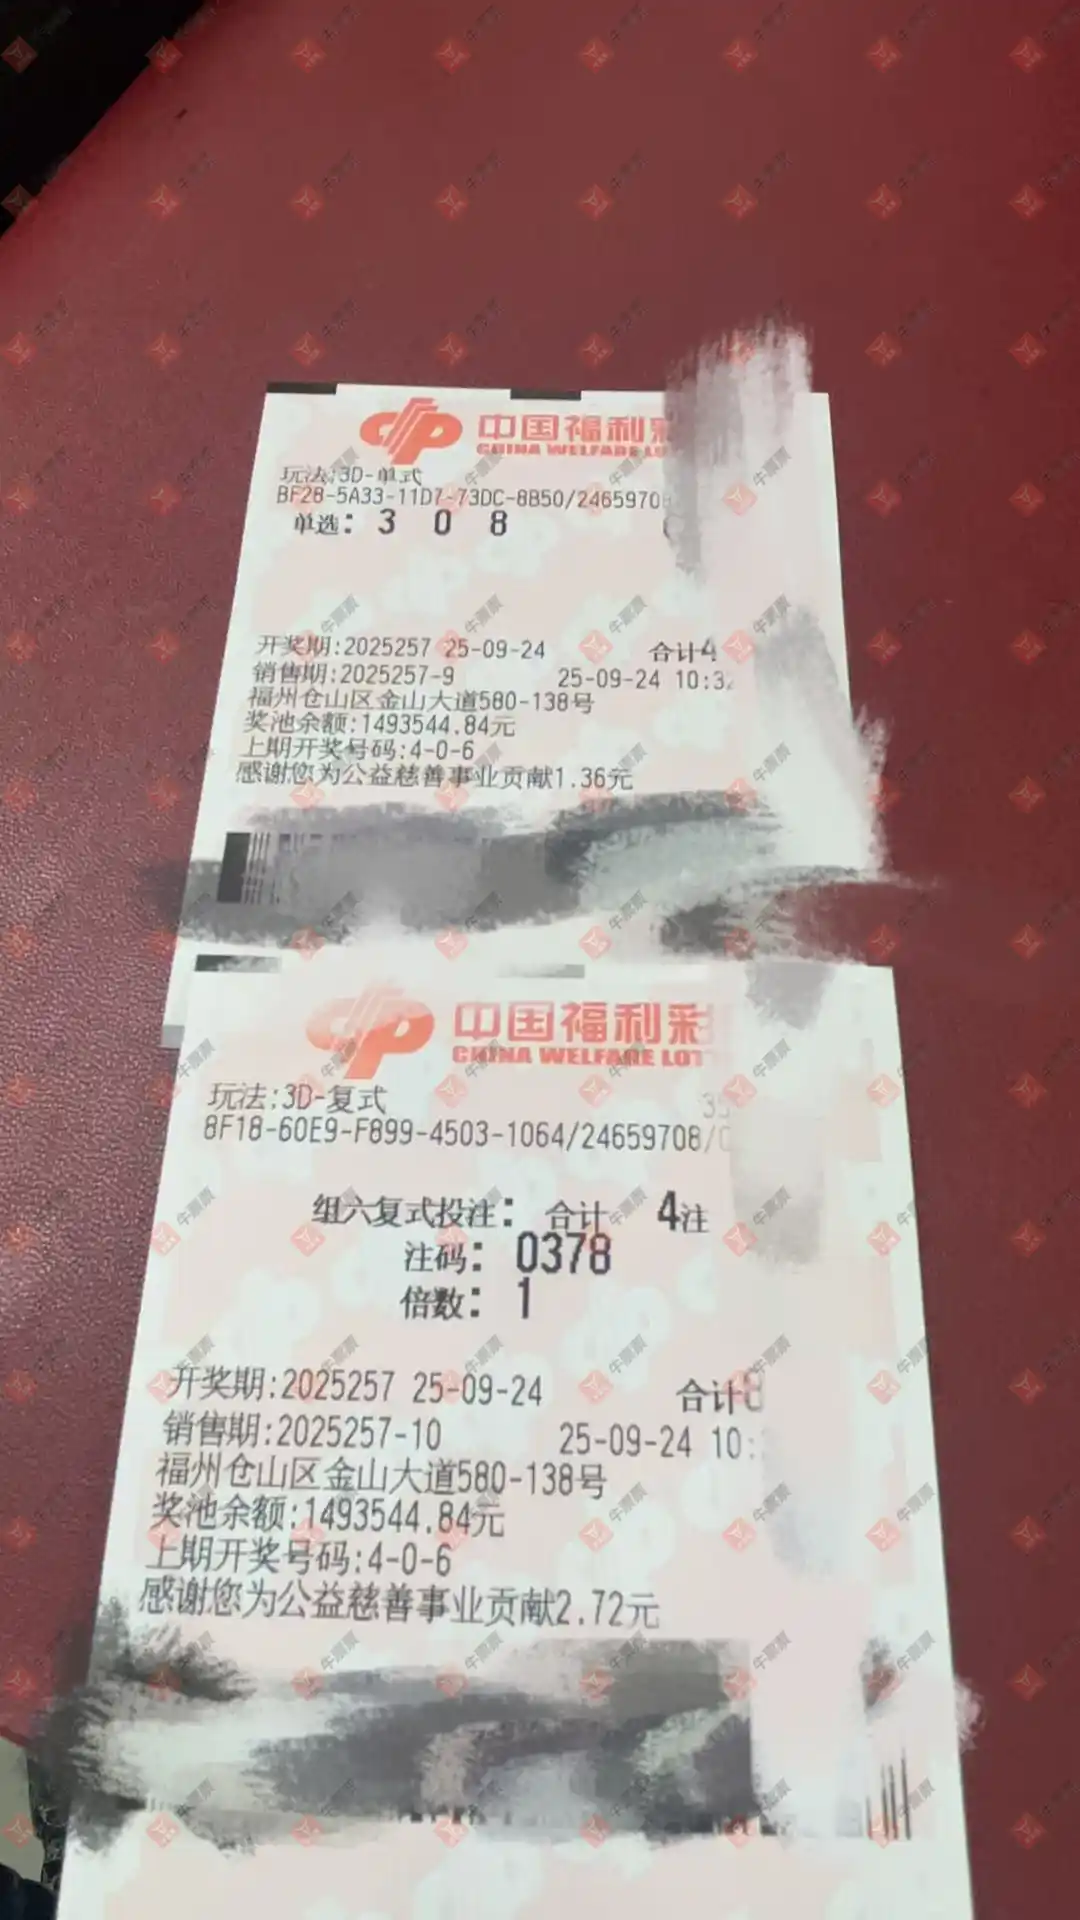 中国福利彩
CHINA WELFARE LO
玩法:3D-单式
BF28-5A33-11D7-73DC-8B50/24659708
单选: 3 0 8
开奖期:2025257 25-09-24 合计4
销售期:2025257-9 25-09-24 10:32
福州仓山区金山大道580-138号
奖池余额:1493544.84元
上期开奖号码:4-0-6
感谢您为公益慈善事业贡献1.36元
中国福利彩
CHINA WELFARE LOT
玩法:3D-复式 35
8F18-60E9-F899-4503-1064/24659708/
组六复式投注: 合计 4注
注码: 0378
倍数: 1
开奖期:2025257 25-09-24 合计8
销售期:2025257-10 25-09-24 10:
福州仓山区金山大道580-138号
奖池余额:1493544.84元
上期开奖号码:4-0-6
感谢您为公益慈善事业贡献2.72元
牛票票